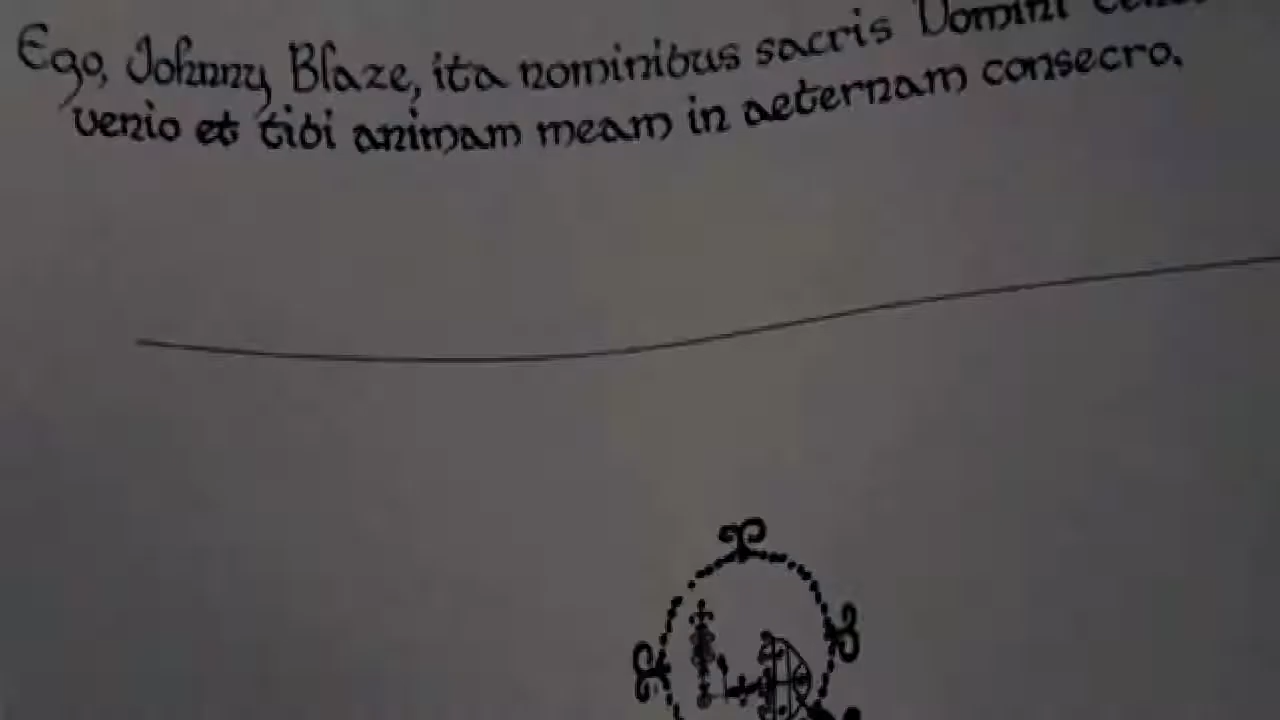 Ego, Johnny Blaze, ita nominibus sacris Domini
venio et tibi animam meam in aeternam consecro.